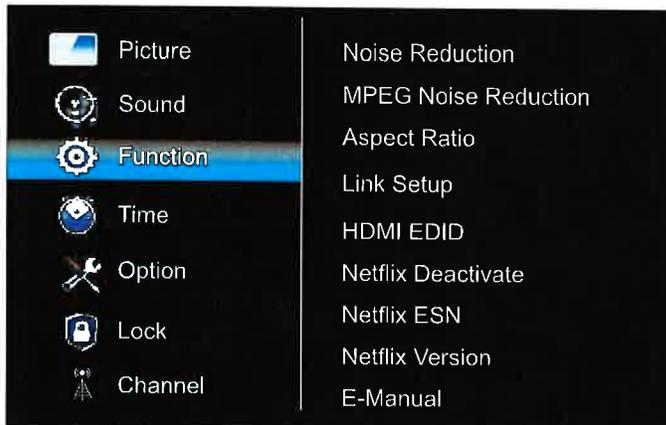 Picture
Sound
Function
Time
Option
Lock
Channel
Noise Reduction
MPEG Noise Reduction
Aspect Ratio
Link Setup
HDMI EDID
Netflix Deactivate
Netflix ESN
Netflix Version
E-Manual